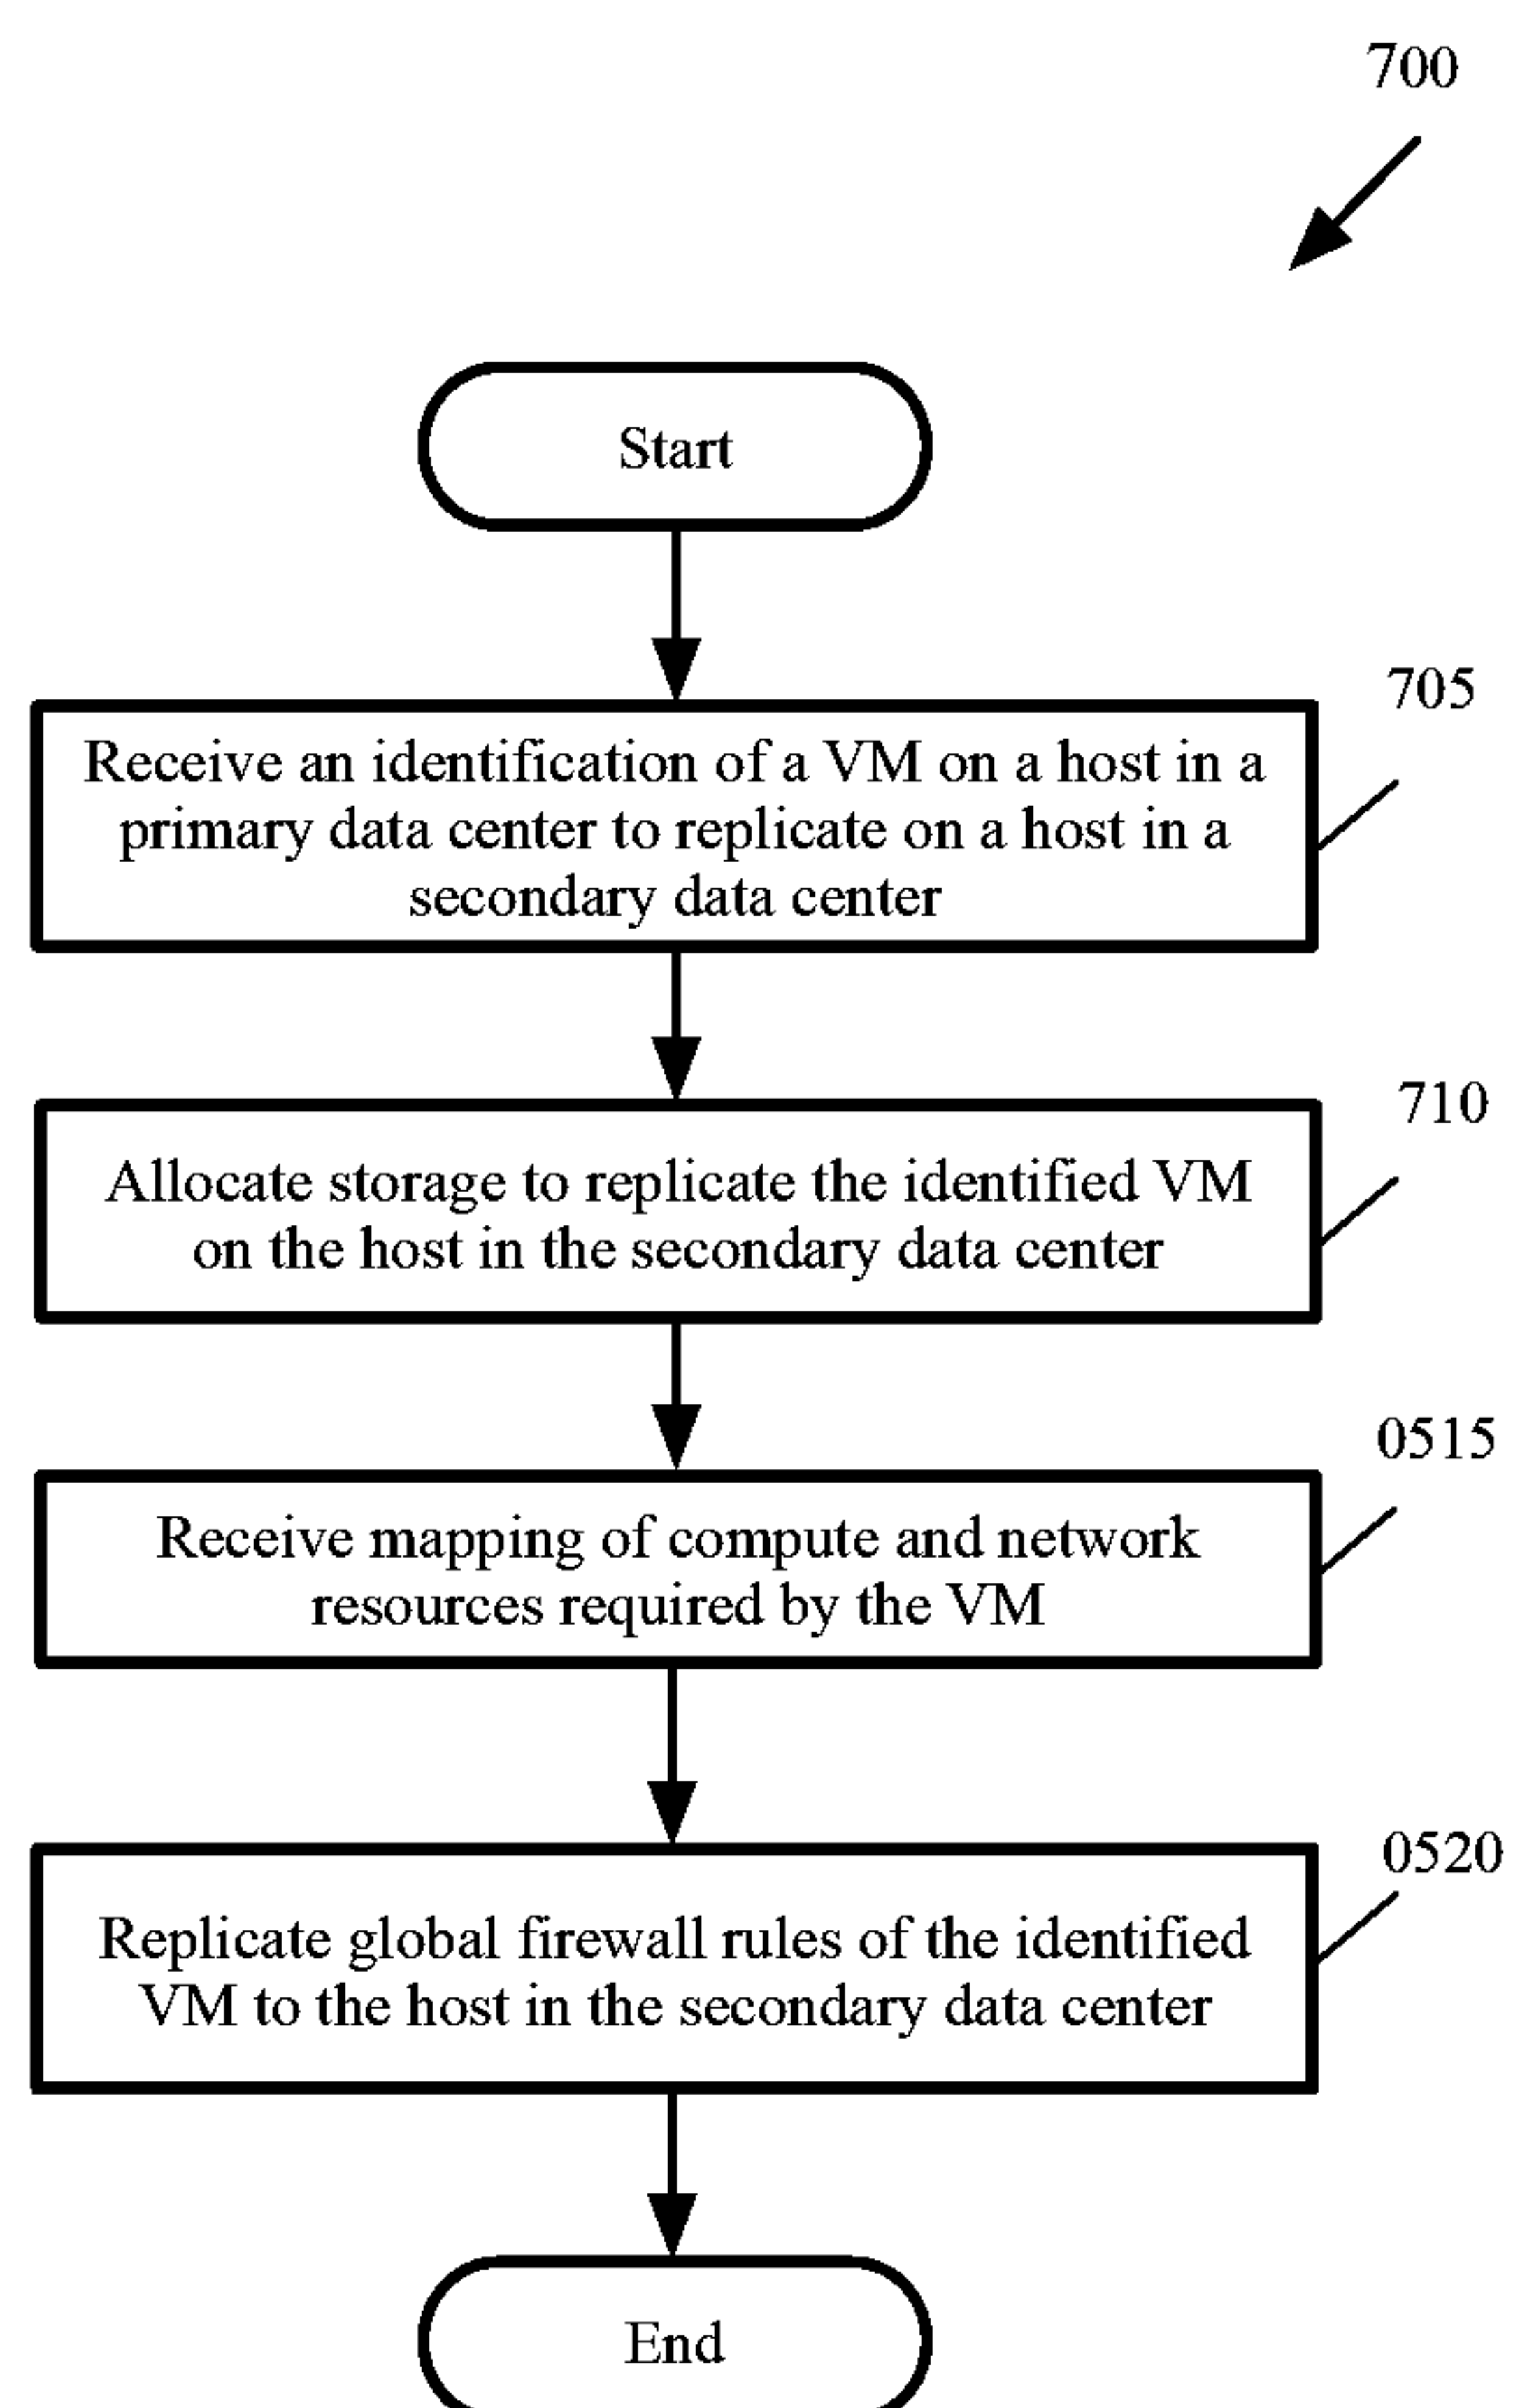 700
Start
705
Receive an identification of a VM on a host in a
primary data center to replicate on a host in a
secondary data center
710
Allocate storage to replicate the identified VM
on the host in the secondary data center
0515
Receive mapping of compute and network
resources required by the VM
0520
Replicate global firewall rules of the identified
VM to the host in the secondary data center
End